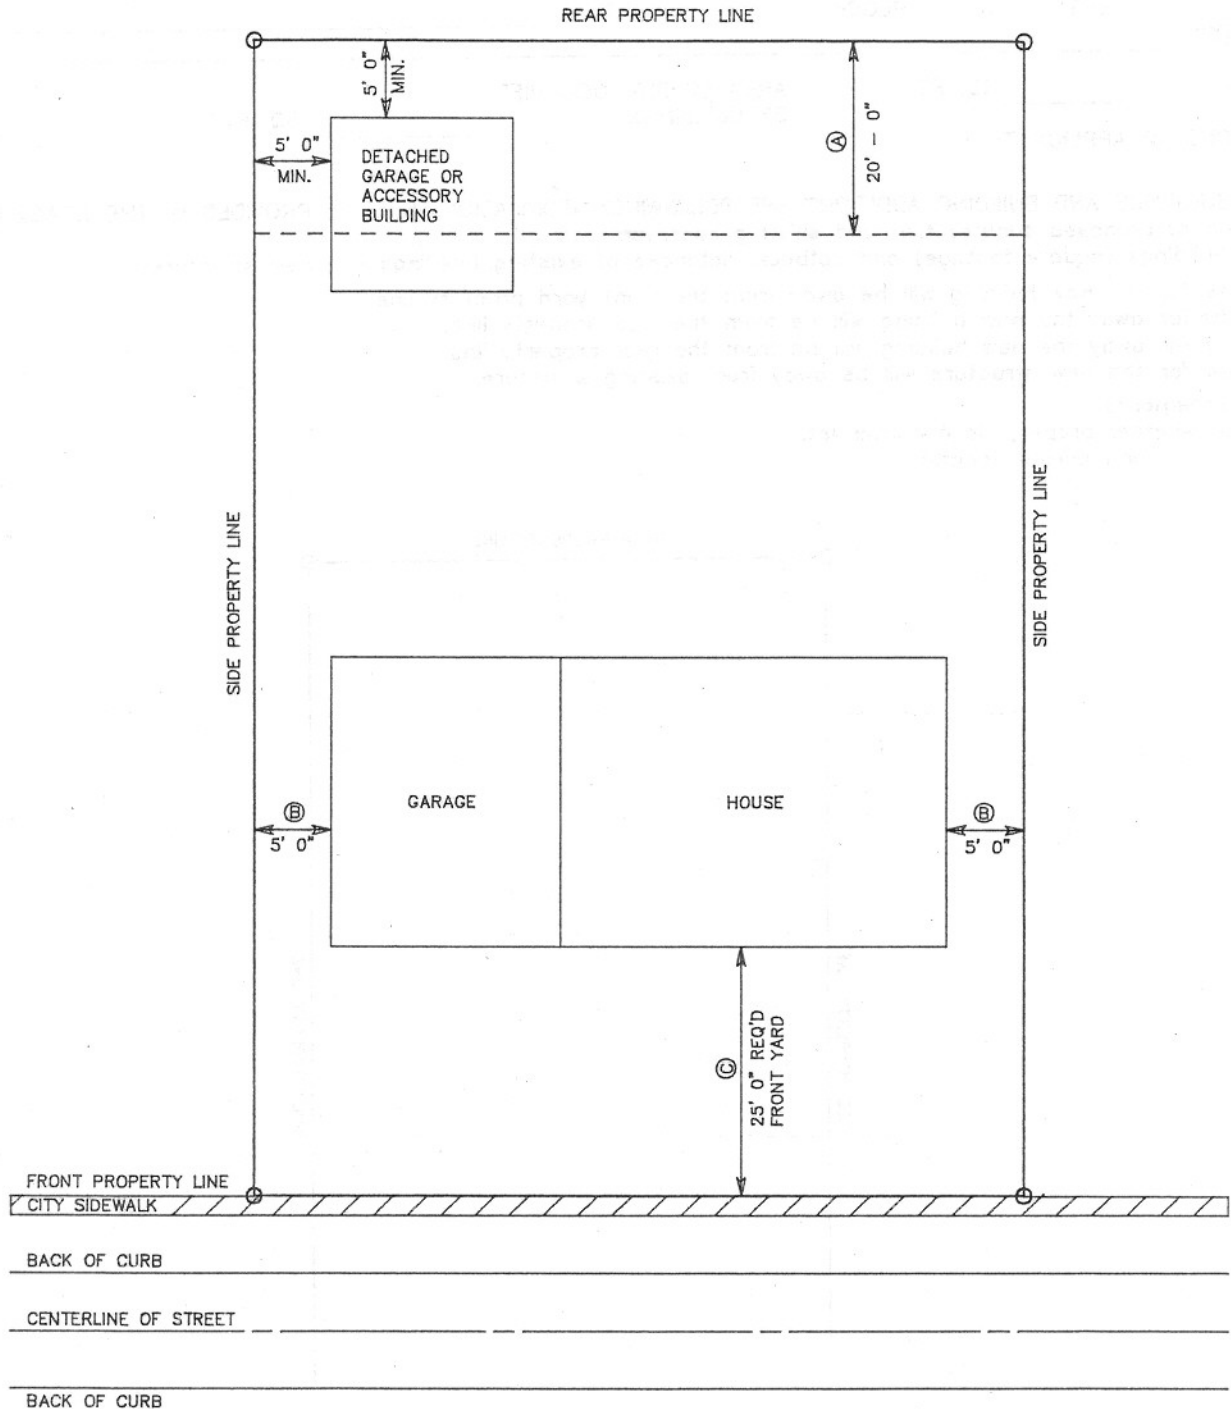 REAR PROPERTY LINE
5' 0"
MIN.
5' 0"
MIN.
DETACHED
GARAGE OR
ACCESSORY
BUILDING
Ⓐ
20' – 0"
SIDE PROPERTY LINE
SIDE PROPERTY LINE
GARAGE
HOUSE
Ⓑ
5' 0"
Ⓑ
5' 0"
Ⓒ
25' 0" REQ'D
FRONT YARD
FRONT PROPERTY LINE
CITY SIDEWALK
BACK OF CURB
CENTERLINE OF STREET
BACK OF CURB